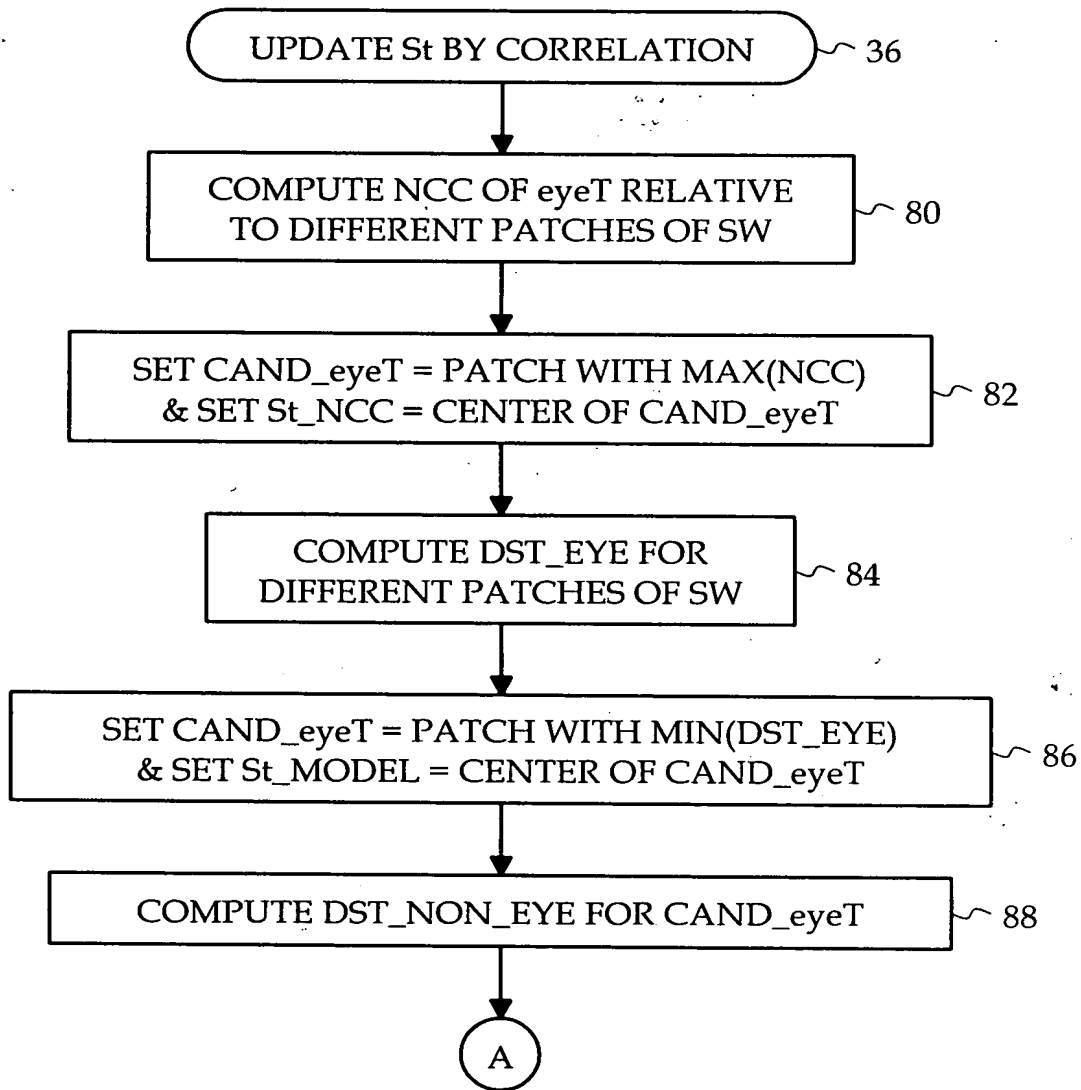 UPDATE St BY CORRELATION
36
COMPUTE NCC OF eyeT RELATIVE
TO DIFFERENT PATCHES OF SW
80
SET CAND_eyeT = PATCH WITH MAX(NCC)
& SET St_NCC = CENTER OF CAND_eyeT
82
COMPUTE DST_EYE FOR
DIFFERENT PATCHES OF SW
84
SET CAND_eyeT = PATCH WITH MIN(DST_EYE)
& SET St_MODEL = CENTER OF CAND_eyeT
86
COMPUTE DST_NON_EYE FOR CAND_eyeT
88
A